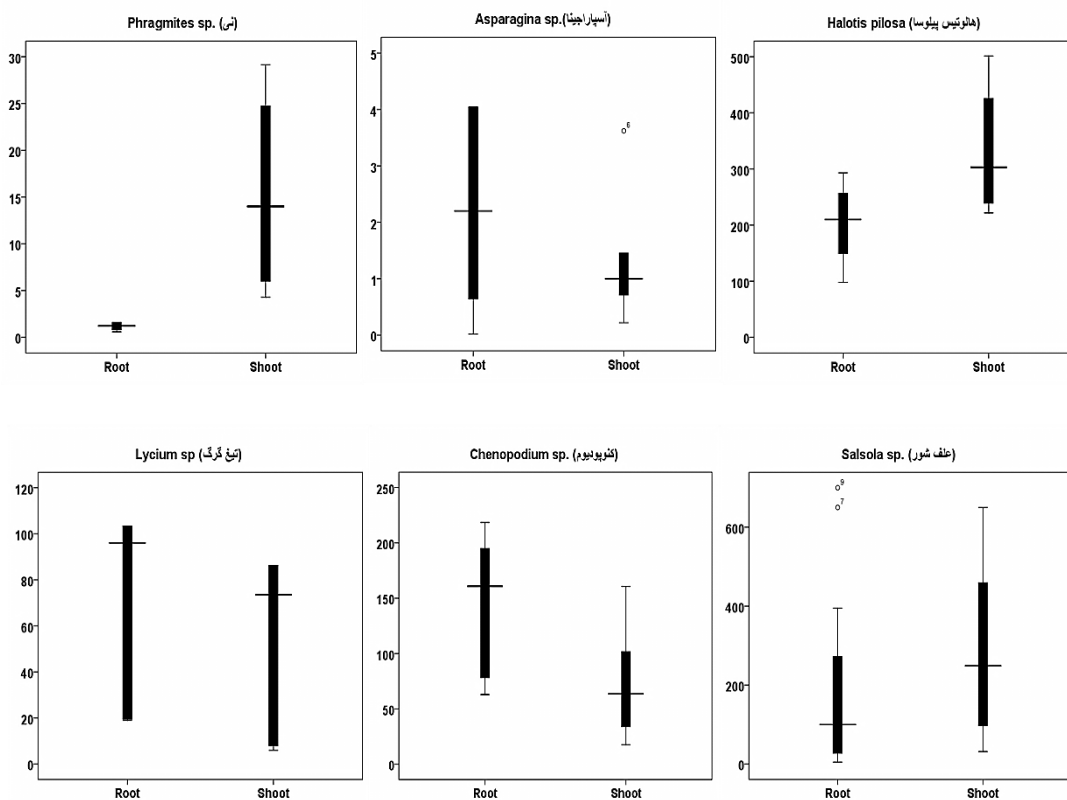 Phragmites sp. (نی)
30
25
20
15
10
5
0
Root Shoot
Asparagina sp.(آسپاراجینا)
5
4
3
2
1
0
o6
Root Shoot
Halotis pilosa (هالوتیس پیلوسا)
500
400
300
200
100
0
Root Shoot
Lycium sp (تیغ گرگ)
120
100
80
60
40
20
0
Root Shoot
Chenopodium sp. (کنوپودیوم)
250
200
150
100
50
0
Root Shoot
Salsola sp. (علف شور)
600
400
200
0
o9
o7
Root Shoot